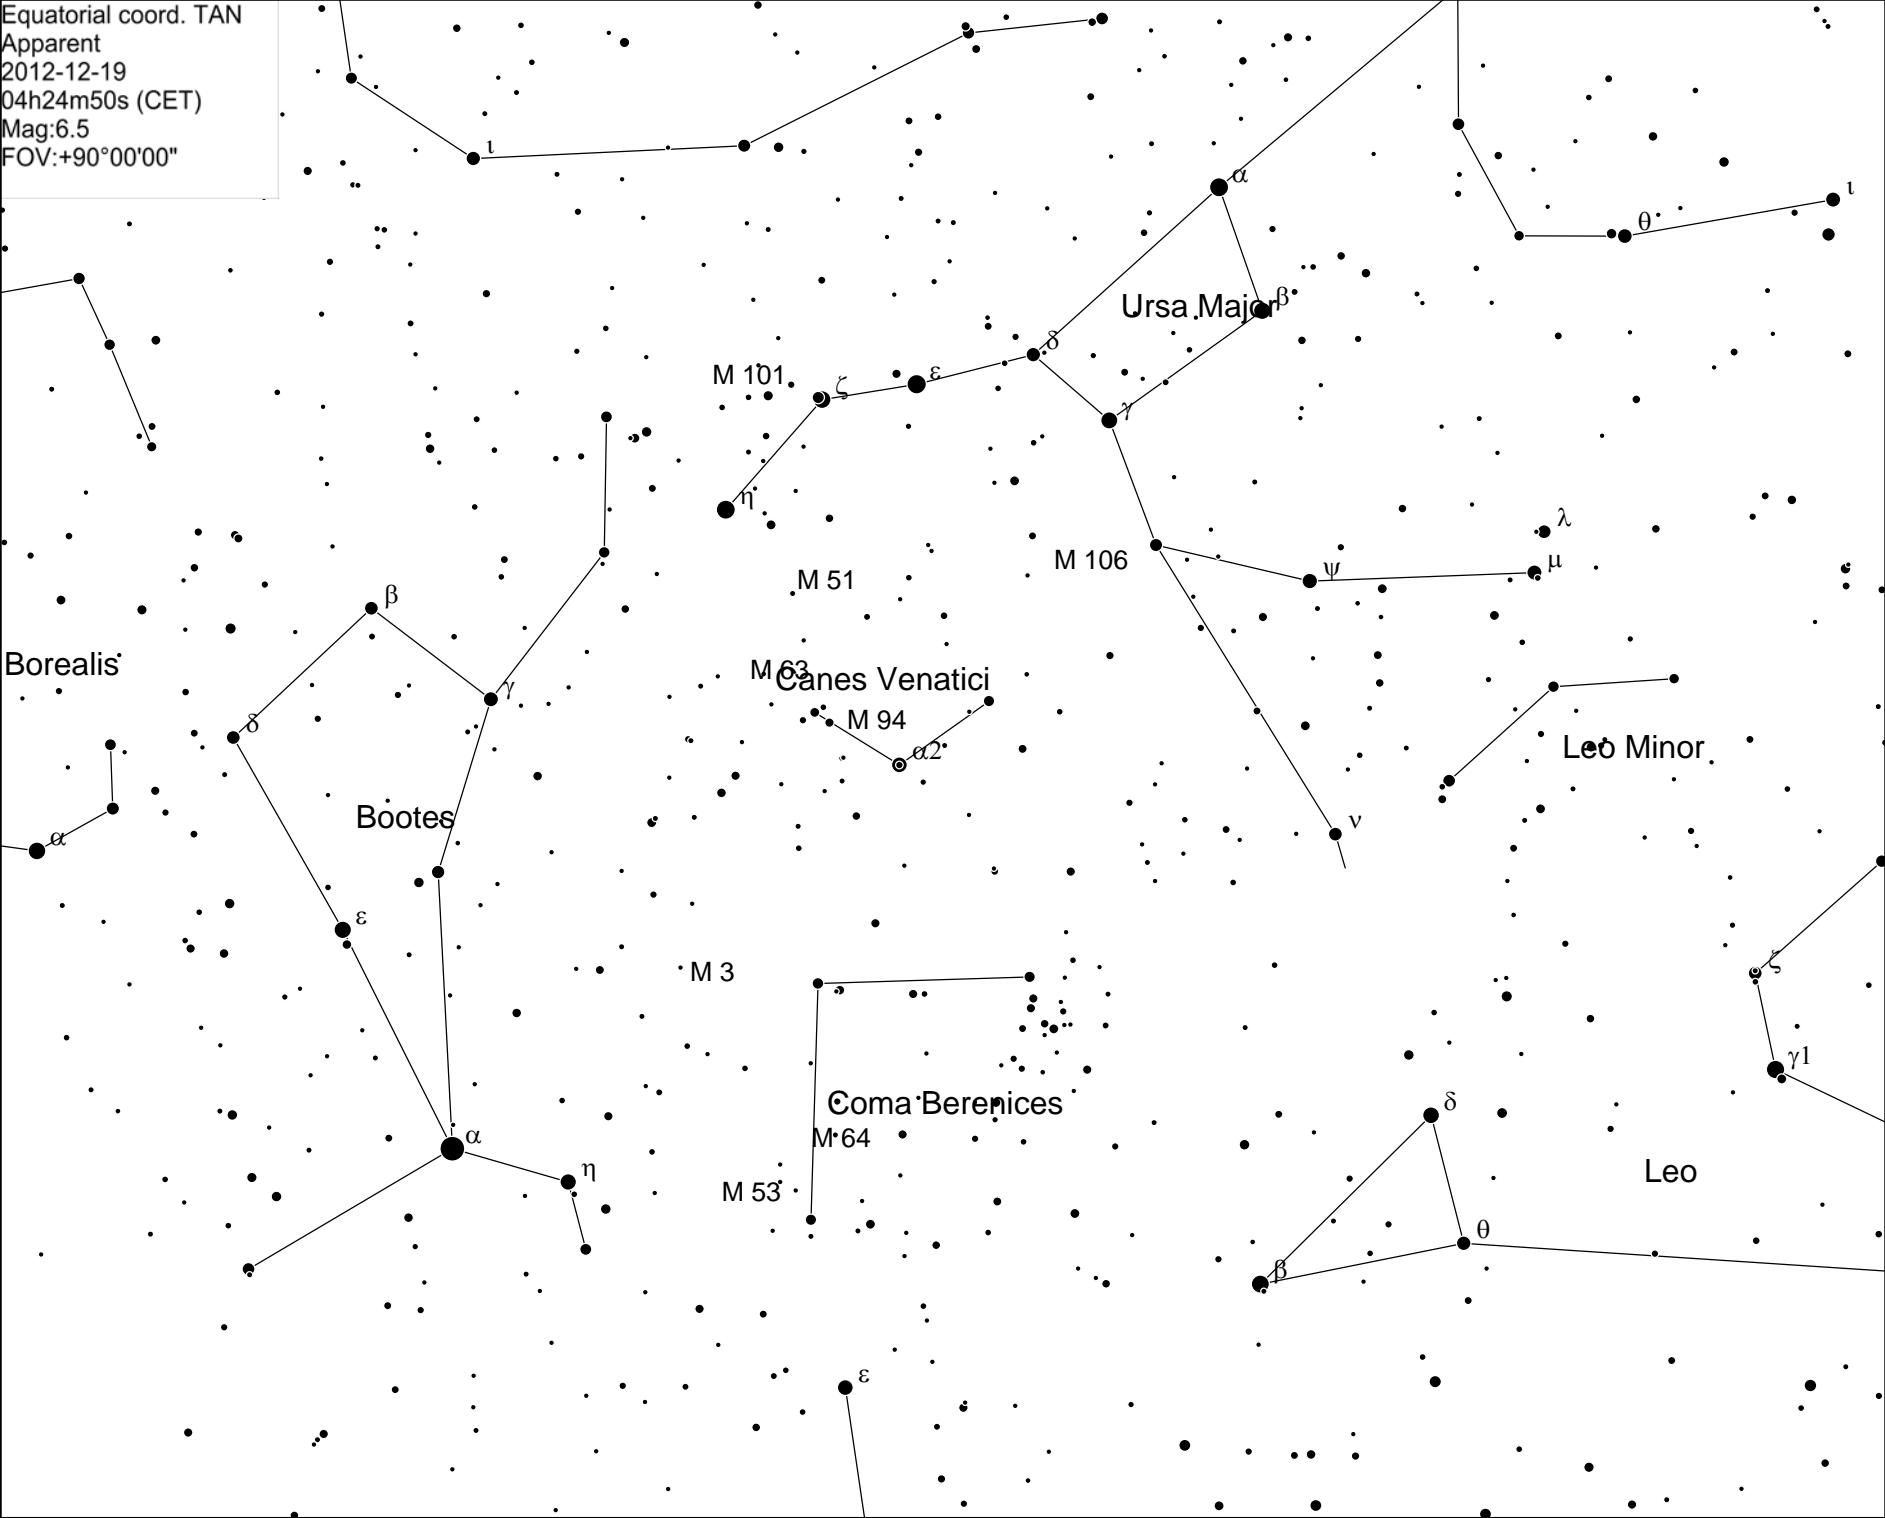 Equatorial coord. TAN
Apparent
2012-12-19
04h24m50s (CET)
Mag:6.5
FOV:+90°00'00"
ι
α
ι
θ
Ursa Major
β
δ
M 101
ζ
ε
γ
η
λ
M 106
μ
ψ
M 51
β
Borealis
M 63
Canes Venatici
γ
M 94
δ
α2
Leo Minor
Bootes
ν
α
ε
M 3
ζ
γ1
Coma Berenices
δ
α
M 64
η
Leo
M 53
θ
β
ε